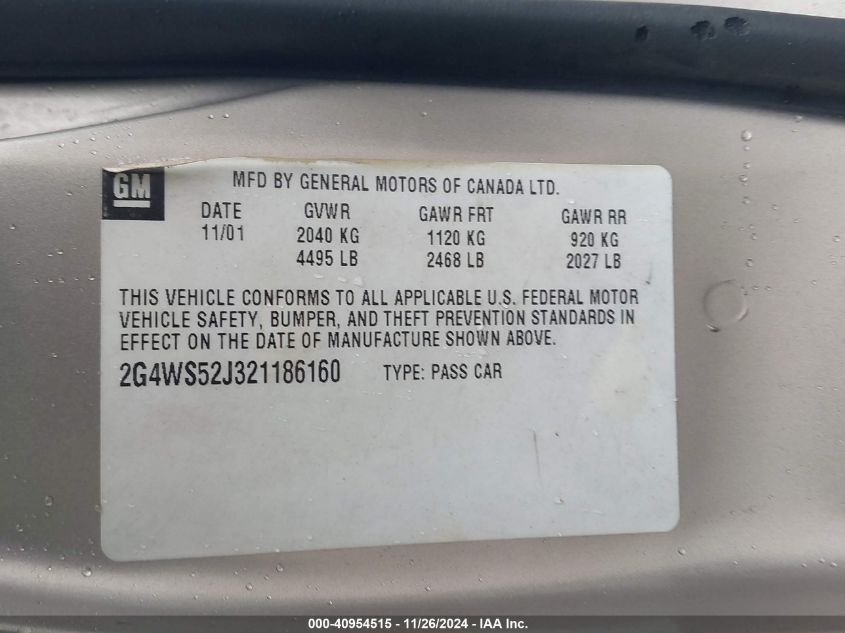 GM
MFD BY GENERAL MOTORS OF CANADA LTD.
DATE GVWR GAWR FRT GAWR RR
11/01 2040 KG 1120 KG 920 KG
4495 LB 2468 LB 2027 LB
THIS VEHICLE CONFORMS TO ALL APPLICABLE U.S. FEDERAL MOTOR
VEHICLE SAFETY, BUMPER, AND THEFT PREVENTION STANDARDS IN
EFFECT ON THE DATE OF MANUFACTURE SHOWN ABOVE.
2G4WS52J321186160 TYPE: PASS CAR
000-40954515 - 11/26/2024 - IAA Inc.